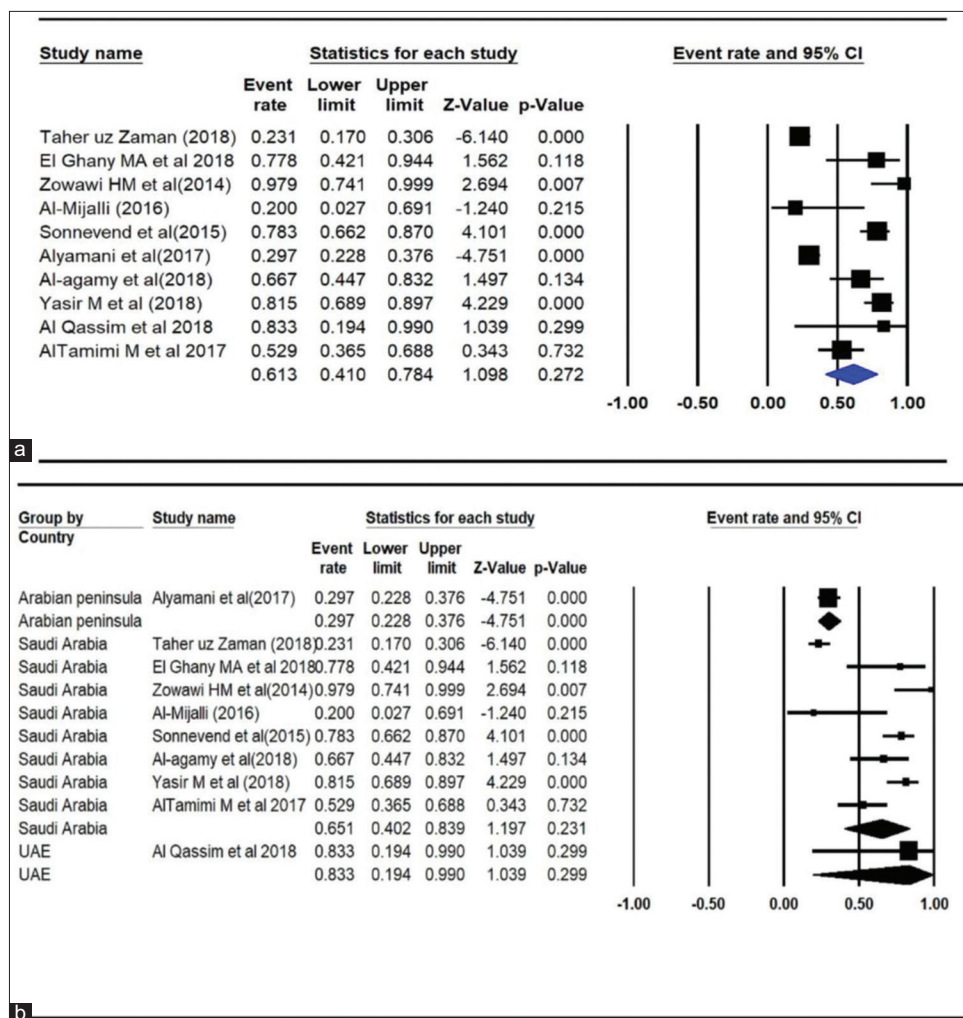 Study name Statistics for each study Event rate and 95% CI
Event rate Lower limit Upper limit Z-Value p-Value
Taher uz Zaman (2018) 0.231 0.170 0.306 -6.140 0.000
El Ghany MA et al 2018 0.778 0.421 0.944 1.562 0.118
Zowawi HM et al(2014) 0.979 0.741 0.999 2.694 0.007
Al-Mijalli (2016) 0.200 0.027 0.691 -1.240 0.215
Sonnevend et al(2015) 0.783 0.662 0.870 4.101 0.000
Alyamani et al(2017) 0.297 0.228 0.376 -4.751 0.000
Al-agamy et al(2018) 0.667 0.447 0.832 1.497 0.134
Yasir M et al (2018) 0.815 0.689 0.897 4.229 0.000
Al Qassim et al 2018 0.833 0.194 0.990 1.039 0.299
AlTamimi M et al 2017 0.529 0.365 0.688 0.343 0.732
0.613 0.410 0.784 1.098 0.272
-1.00 -0.50 0.00 0.50 1.00
a
Group by Country Study name Statistics for each study Event rate and 95% CI
Event rate Lower limit Upper limit Z-Value p-Value
Arabian peninsula Alyamani et al(2017) 0.297 0.228 0.376 -4.751 0.000
Arabian peninsula 0.297 0.228 0.376 -4.751 0.000
Saudi Arabia Taher uz Zaman (2018) 0.231 0.170 0.306 -6.140 0.000
Saudi Arabia El Ghany MA et al 2018 0.778 0.421 0.944 1.562 0.118
Saudi Arabia Zowawi HM et al(2014) 0.979 0.741 0.999 2.694 0.007
Saudi Arabia Al-Mijalli (2016) 0.200 0.027 0.691 -1.240 0.215
Saudi Arabia Sonnevend et al(2015) 0.783 0.662 0.870 4.101 0.000
Saudi Arabia Al-agamy et al(2018) 0.667 0.447 0.832 1.497 0.134
Saudi Arabia Yasir M et al (2018) 0.815 0.689 0.897 4.229 0.000
Saudi Arabia AlTamimi M et al 2017 0.529 0.365 0.688 0.343 0.732
Saudi Arabia 0.651 0.402 0.839 1.197 0.231
UAE Al Qassim et al 2018 0.833 0.194 0.990 1.039 0.299
UAE 0.833 0.194 0.990 1.039 0.299
-1.00 -0.50 0.00 0.50 1.00
b